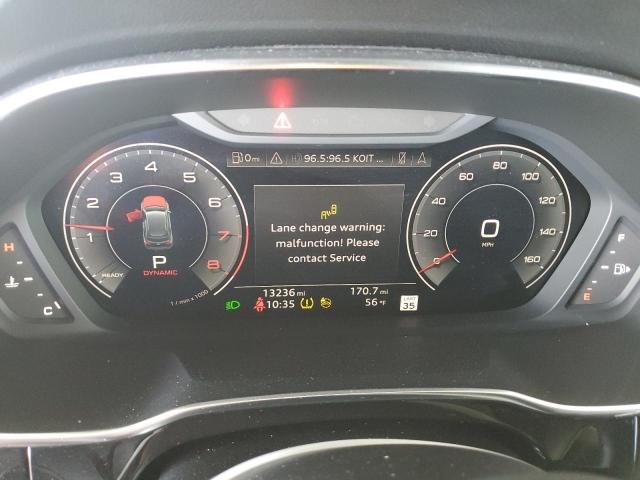 0mi
96.5:96.5 KOIT ...
1 2 3 4 5 6 7 8
READY
P
DYNAMIC
1 / min x 1000
Lane change warning:
malfunction! Please
contact Service
0 20 40 60 80 100 120 140 160
0
MPH
H
C
F
E
13236 mi
170.7 mi
10:35
56 °F
LIMIT
35